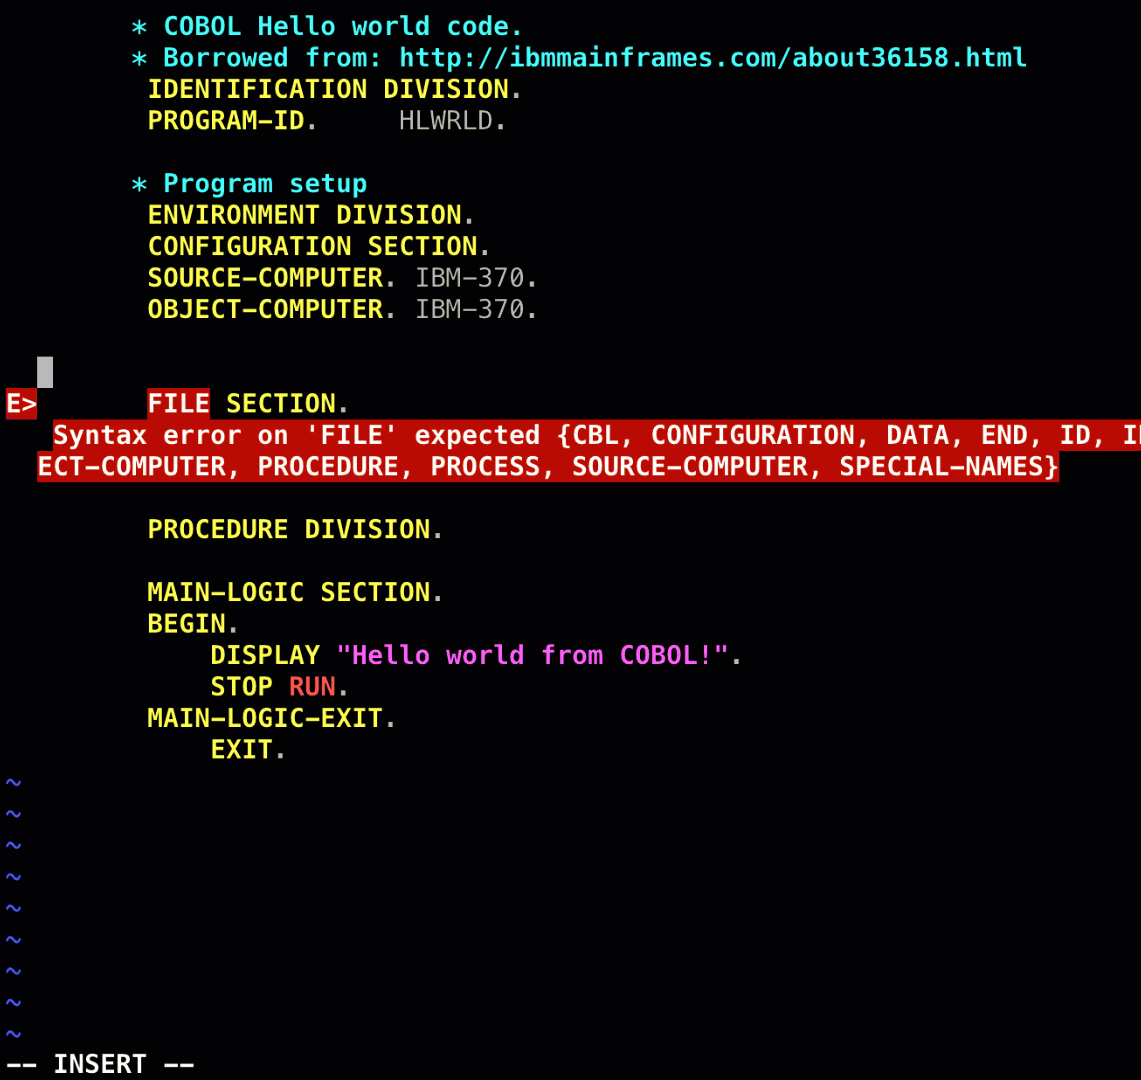 * COBOL Hello world code.
* Borrowed from: http://ibmmainframes.com/about36158.html
IDENTIFICATION DIVISION.
PROGRAM-ID. HLWRLD.
* Program setup
ENVIRONMENT DIVISION.
CONFIGURATION SECTION.
SOURCE-COMPUTER. IBM-370.
OBJECT-COMPUTER. IBM-370.
E> FILE SECTION.
Syntax error on 'FILE' expected {CBL, CONFIGURATION, DATA, END, ID,
ECT-COMPUTER, PROCEDURE, PROCESS, SOURCE-COMPUTER, SPECIAL-NAMES}
PROCEDURE DIVISION.
MAIN-LOGIC SECTION.
BEGIN.
DISPLAY "Hello world from COBOL!".
STOP RUN.
MAIN-LOGIC-EXIT.
EXIT.
~
~
~
~
~
~
~
~
~
-- INSERT --